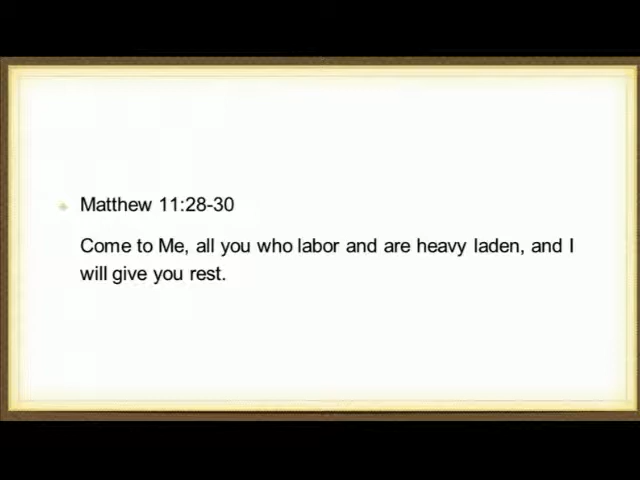 Matthew 11:28-30
Come to Me, all you who labor and are heavy laden, and I
will give you rest.